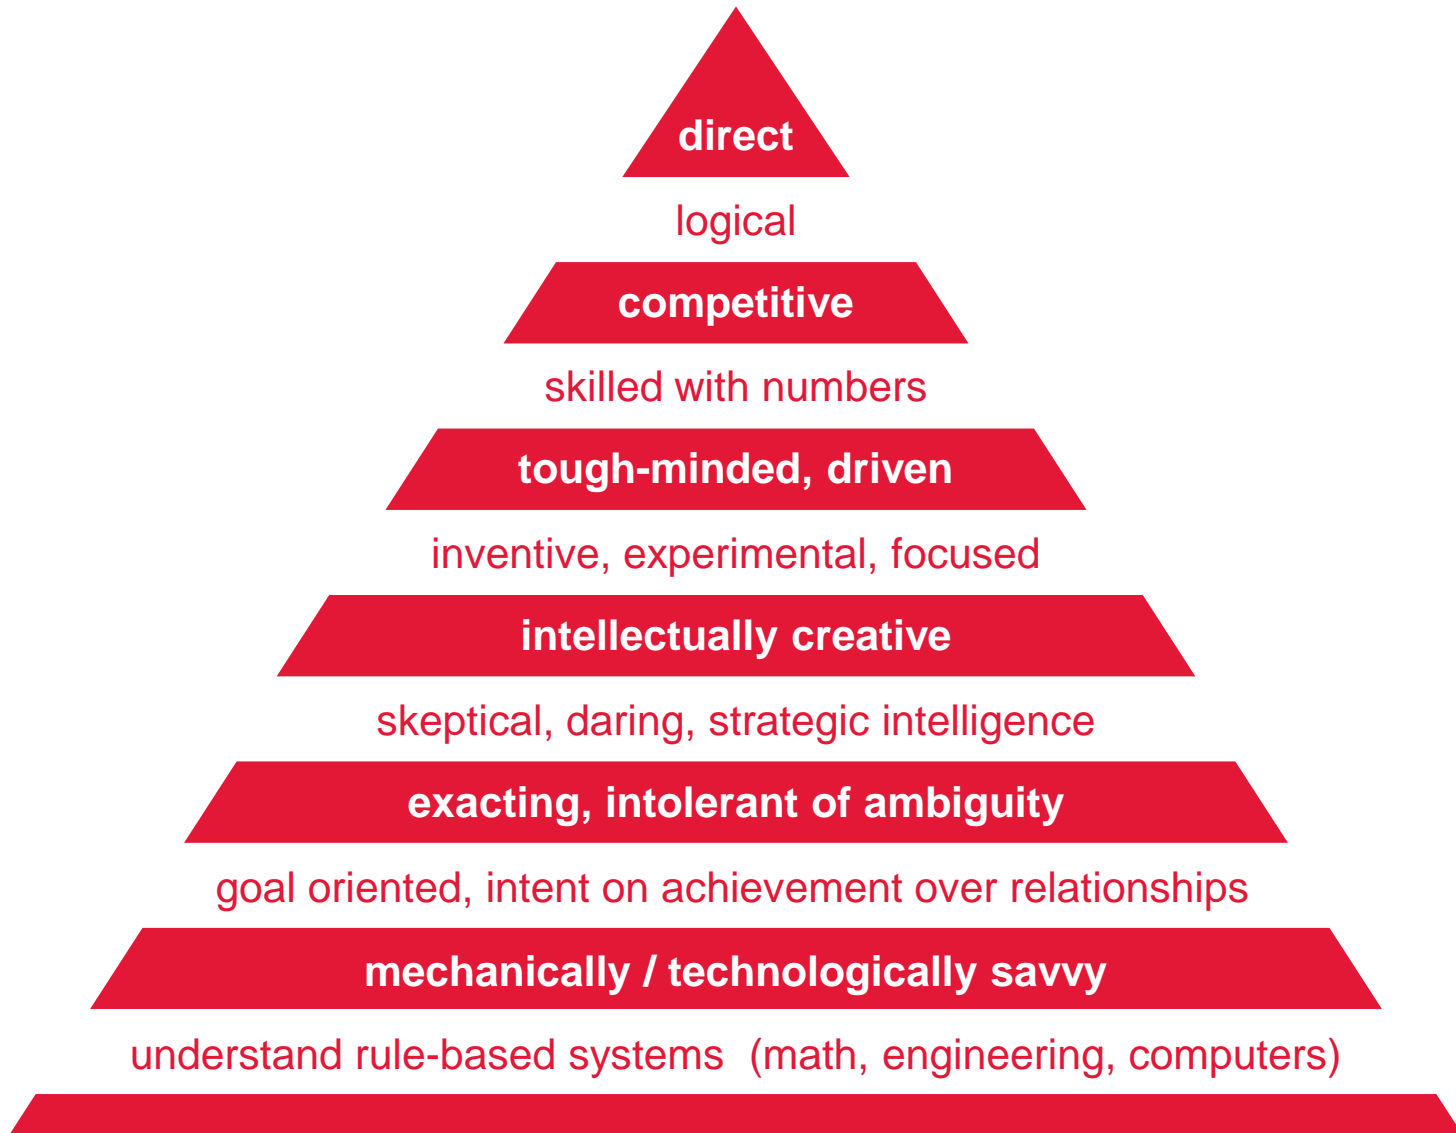 direct
logical
competitive
skilled with numbers
tough-minded, driven
inventive, experimental, focused
intellectually creative
skeptical, daring, strategic intelligence
exacting, intolerant of ambiguity
goal oriented, intent on achievement over relationships
mechanically / technologically savvy
understand rule-based systems  (math, engineering, computers)